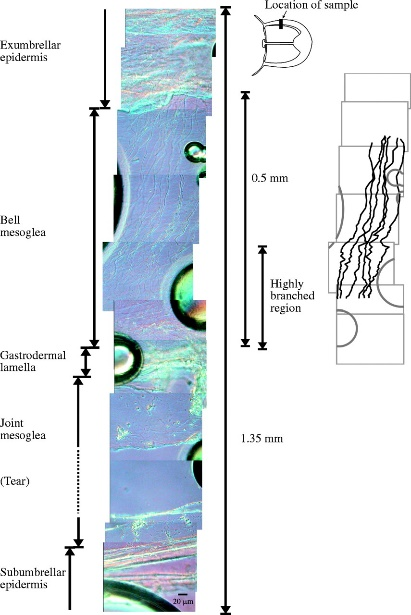 Location of sample
Exumbrellar
epidermis
0.5 mm
Bell
mesoglea
Highly
branched
region
Gastrodermal
lamella
Joint
mesoglea
1.35 mm
(Tear)
Subumbrellar
epidermis
20 μm